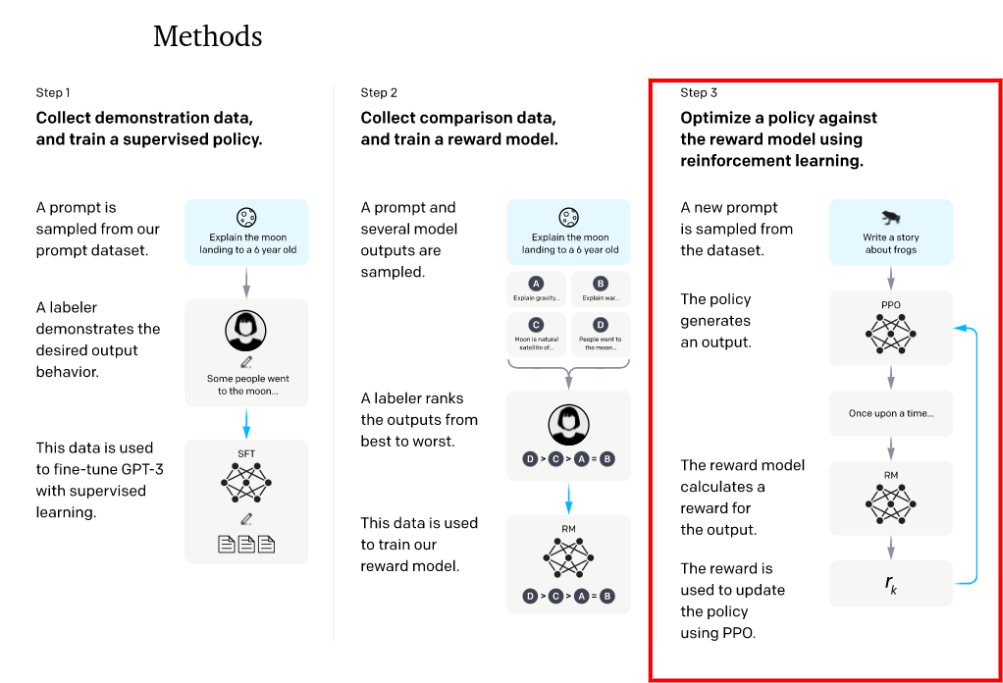 Methods
Step 1
Collect demonstration data,
and train a supervised policy.
A prompt is
sampled from our
prompt dataset.
Explain the moon
landing to a 6 year old
A labeler
demonstrates the
desired output
behavior.
Some people went
to the moon...
This data is used
to fine-tune GPT-3
with supervised
learning.
SFT
Step 2
Collect comparison data,
and train a reward model.
A prompt and
several model
outputs are
sampled.
Explain the moon
landing to a 6 year old
A
Explain gravity...
B
Explain war...
C
Moon is natural
satellite of...
D
People went to
the moon...
A labeler ranks
the outputs from
best to worst.
D > C > A = B
This data is used
to train our
reward model.
RM
D > C > A = B
Step 3
Optimize a policy against
the reward model using
reinforcement learning.
A new prompt
is sampled from
the dataset.
Write a story
about frogs
The policy
generates
an output.
PPO
Once upon a time...
The reward model
calculates a
reward for
the output.
RM
The reward is
used to update
the policy
using PPO.
rk